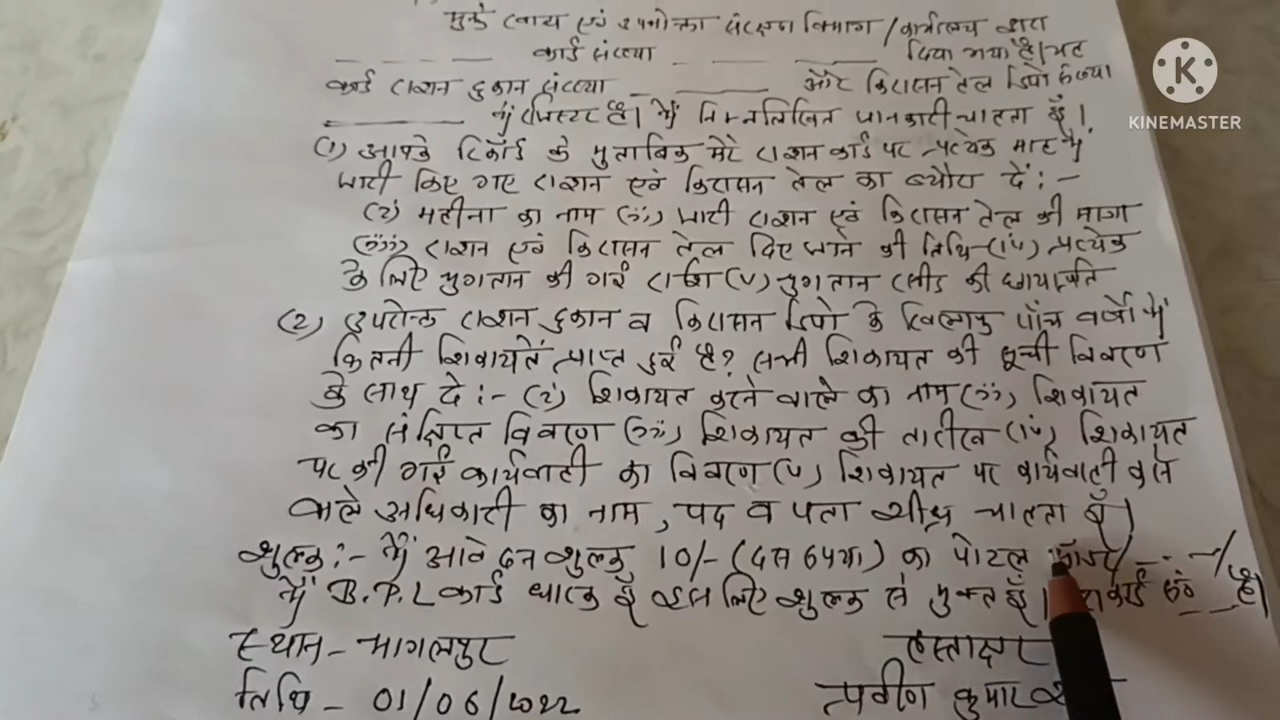 मुझे खाद्य एवं उपभोक्ता संरक्षण विभाग/कार्यालय द्वारा
_ _ _ _ _ कार्ड संख्या _ _ _ _ _ दिया गया है। यह
कार्ड राशन दुकान संख्या _ _ _ और किरासन तेल डिपो संख्या
_ _ _ में रजिस्टर है। मैं निम्नलिखित जानकारी चाहता हूँ।
(1) आपके रिकॉर्ड के मुताबिक मेरे राशन कार्ड पर प्रत्येक माह में
जारी किए गए राशन एवं किरासन तेल का ब्यौरा दें:-
(i) महीना का नाम (ii) जारी राशन एवं किरासन तेल की मात्रा
(iii) राशन एवं किरासन तेल दिए जाने की तिथि-(iv) प्रत्येक
के लिए भुगतान की गई राशि (v) भुगतान रसीद की छायाप्रति
(2) उपरोक्त राशन दुकान व किरासन डिपो के खिलाफ पाँच वर्षों में
कितनी शिकायतें प्राप्त हुई है? सभी शिकायत की सूची विवरण
के साथ दे:- (i) शिकायत करने वाले का नाम (ii) शिकायत
का संक्षिप्त विवरण (iii) शिकायत की तारीख (iv) शिकायत
पर की गई कार्यवाही का विवरण (v) शिकायत पर कार्यवाही करने
वाले अधिकारी का नाम, पद व पता शीघ्र चाहता हूँ।
शुल्क:- मैं आवेदन शुल्क 10/- (दस रुपया) का पोस्टल ऑर्डर/
मैं B.P.L कार्ड धारक हूँ इस लिए शुल्क से मुक्त हूँ। कार्ड सं० _ _ है।
स्थान - भागलपुर
हस्ताक्षर
तिथि - 01/06/2022
प्रवीण कुमार
KINEMASTER